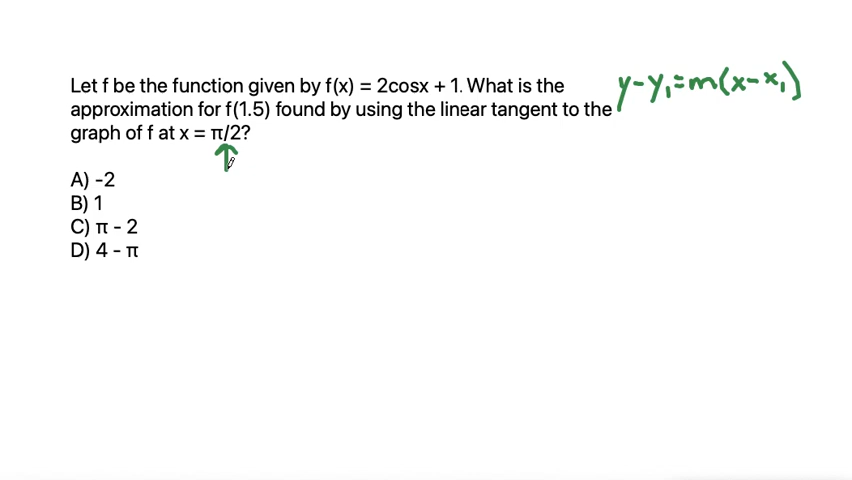 Let f be the function given by f(x) = 2cosx + 1. What is the
approximation for f(1.5) found by using the linear tangent to the
graph of f at x = π/2?
y-y₁=m(x-x₁)
A) -2
B) 1
C) π - 2
D) 4 - π